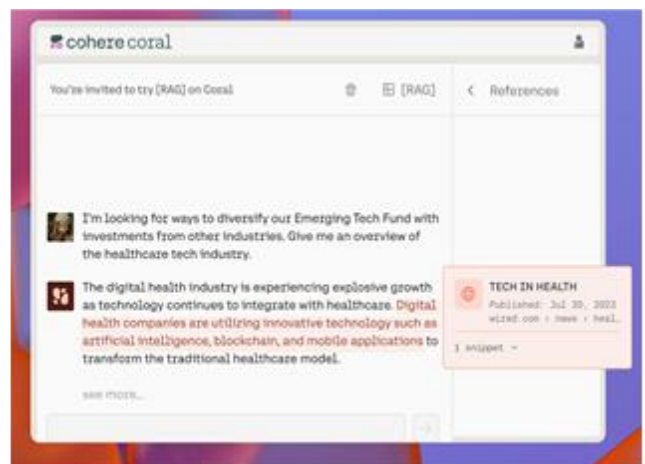 cohere coral
You're invited to try [RAG] on Coral
[RAG]
References
I'm looking for ways to diversify our Emerging Tech Fund with
investments from other industries. Give me an overview of
the healthcare tech industry.
The digital health industry is experiencing explosive growth
as technology continues to integrate with healthcare. Digital
health companies are utilizing innovative technology such as
artificial intelligence, blockchain, and mobile applications to
transform the traditional healthcare model.
see more...
TECH IN HEALTH
Published: Jul 20, 2023
wired.com › news › heal…
1 snippet